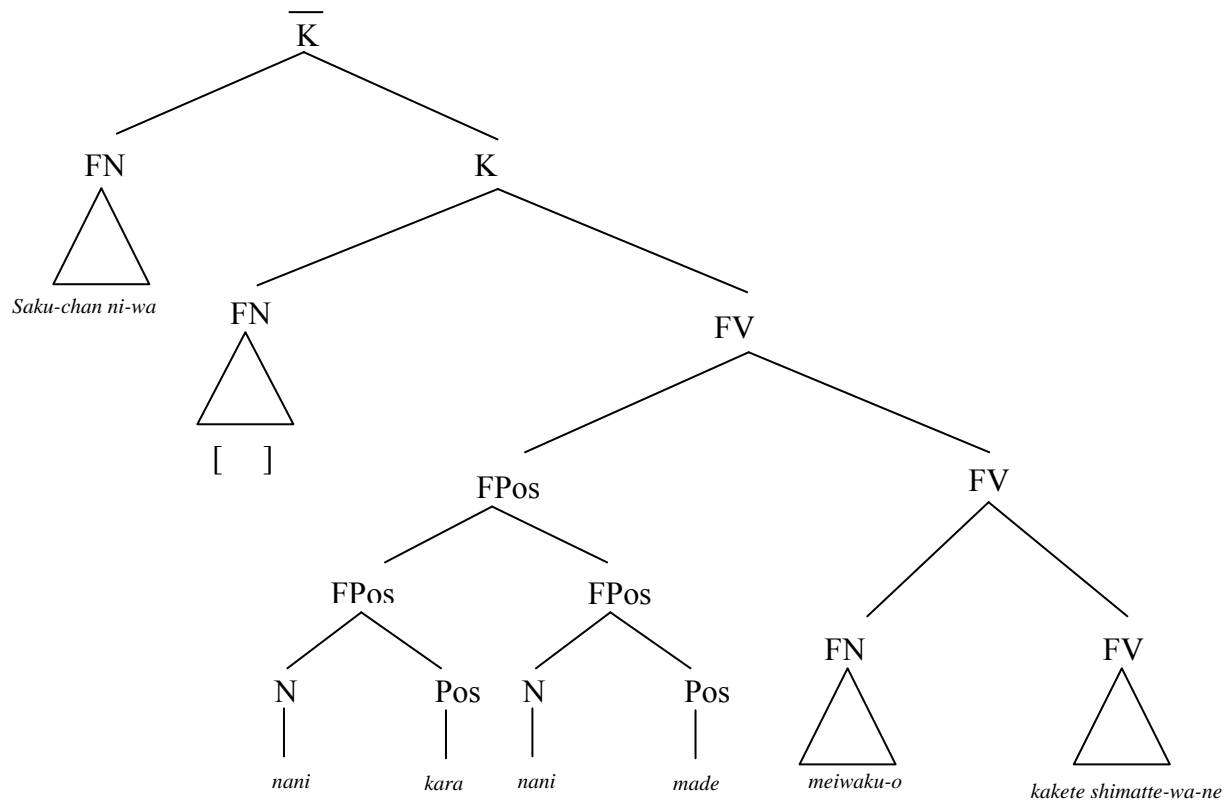 K̅
FN K
Saku-chan ni-wa
FN FV
[ ]
FPos FV
FPos FPos
FN FV
N Pos N Pos
nani kara nani made meiwaku-o kakete shimatte-wa-ne